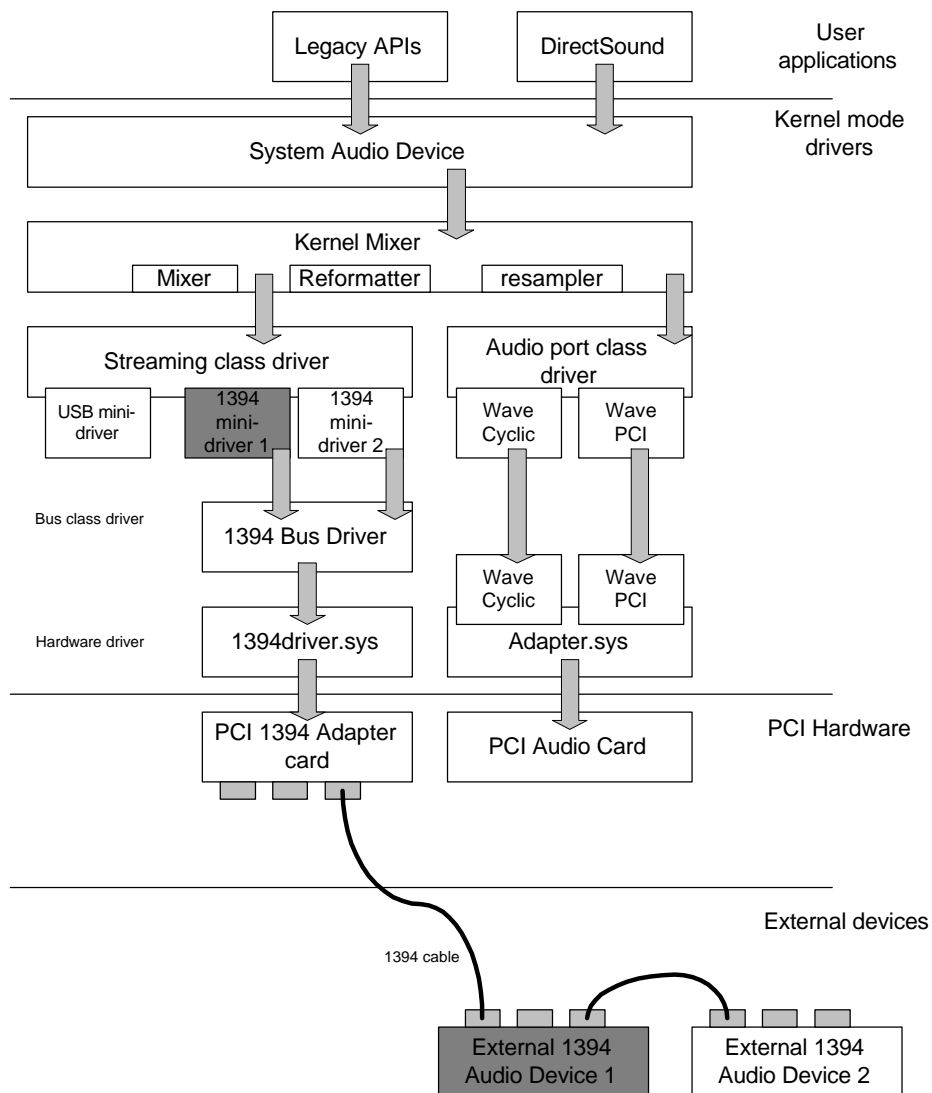 Legacy APIs
DirectSound
User
applications
Kernel mode
drivers
System Audio Device
Kernel Mixer
Mixer
Reformatter
resampler
Streaming class driver
Audio port class
driver
USB mini-
driver
1394
mini-
driver 1
1394
mini-
driver 2
Wave
Cyclic
Wave
PCI
Bus class driver
1394 Bus Driver
Wave
Cyclic
Wave
PCI
Hardware driver
1394driver.sys
Adapter.sys
PCI 1394 Adapter
card
PCI Audio Card
PCI Hardware
External devices
1394 cable
External 1394
Audio Device 1
External 1394
Audio Device 2